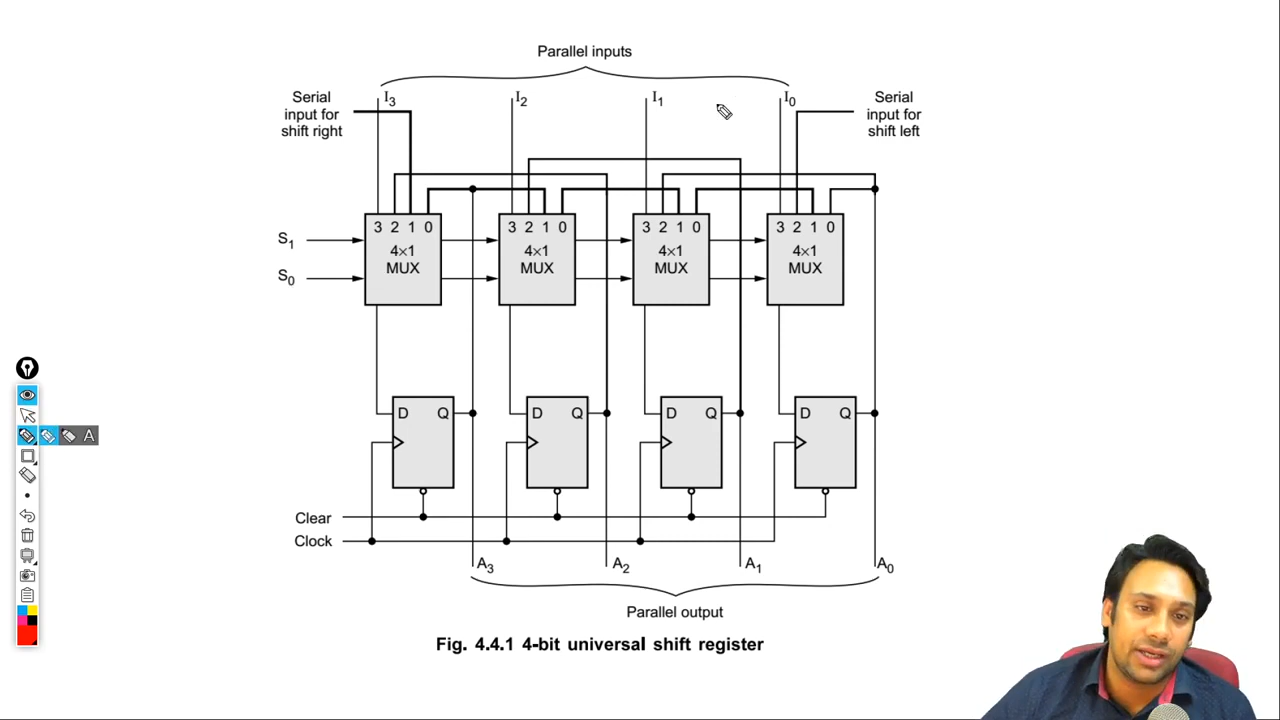 Parallel inputs
Serial
input for
shift right
I3
I2
I1
I0
Serial
input for
shift left
3 2 1 0
4×1
MUX
3 2 1 0
4×1
MUX
3 2 1 0
4×1
MUX
3 2 1 0
4×1
MUX
S1
S0
D Q
D Q
D Q
D Q
A
Clear
Clock
A3
A2
A1
A0
Parallel output
Fig. 4.4.1 4-bit universal shift register